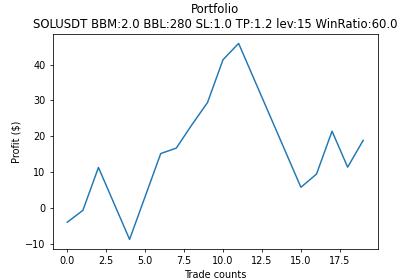 Portfolio
SOLUSDT BBM:2.0 BBL:280 SL:1.0 TP:1.2 lev:15 WinRatio:60.0
40
30
20
10
0
−10
Profit ($)
0.0 2.5 5.0 7.5 10.0 12.5 15.0 17.5
Trade counts